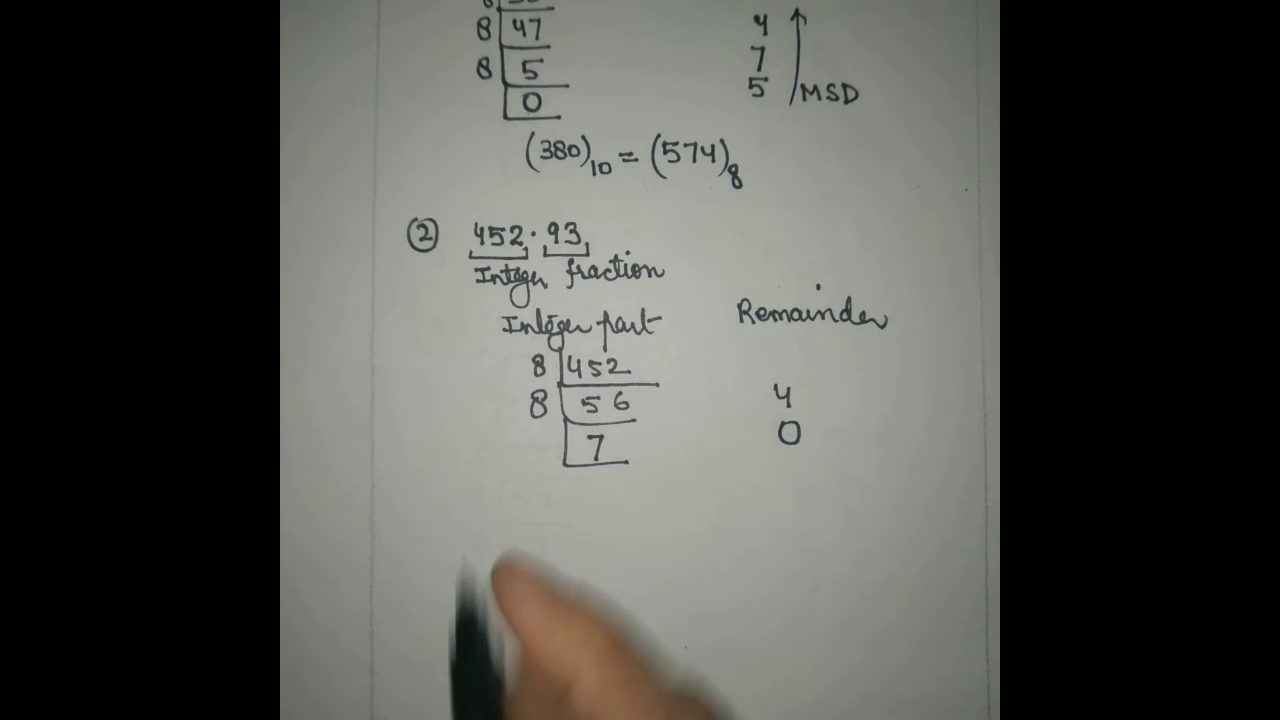 8 47 4
8 5 7
0 5 MSD
(380)10 = (574)8
② 452.93
Integer fraction
Integer part Remainder
8 452
8 56 4
7 0